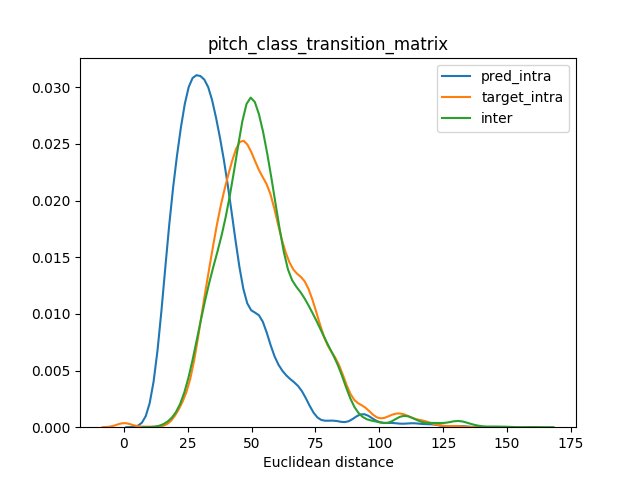 pitch_class_transition_matrix
pred_intra
target_intra
inter
0.030
0.025
0.020
0.015
0.010
0.005
0.000
0 25 50 75 100 125 150 175
Euclidean distance